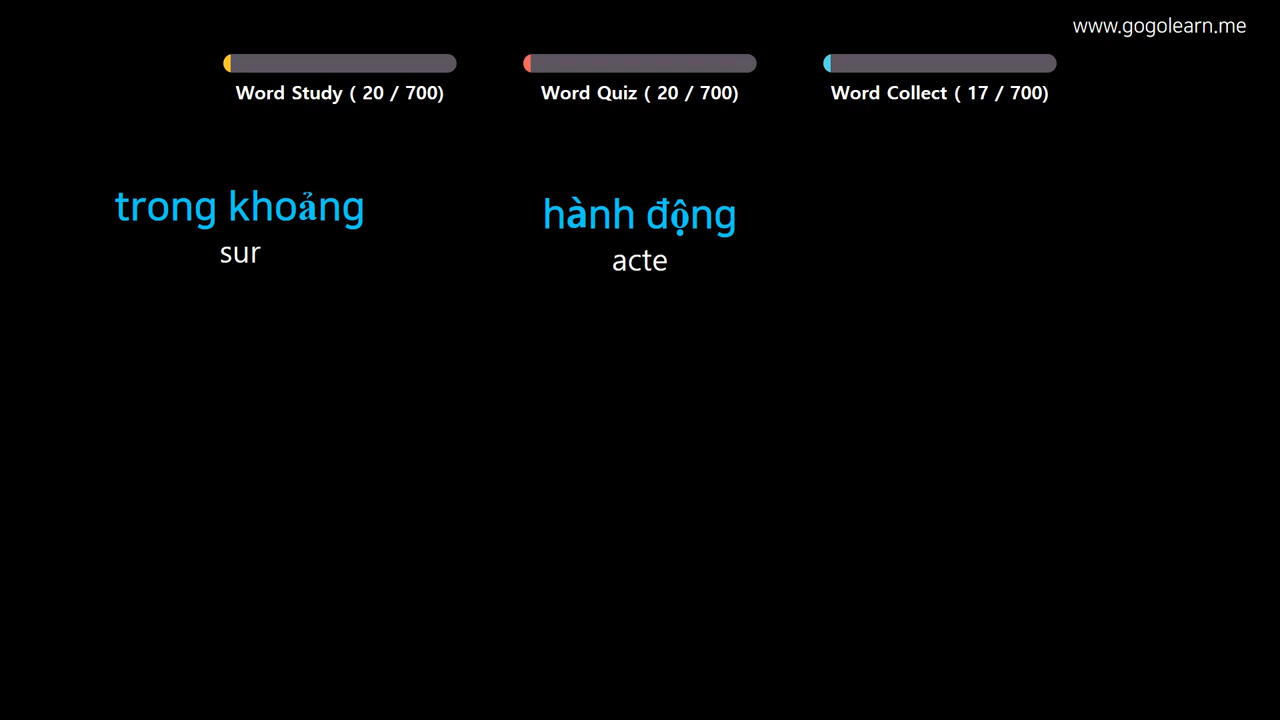 www.gogolearn.me
Word Study ( 20 / 700)
Word Quiz ( 20 / 700)
Word Collect ( 17 / 700)
trong khoảng
sur
hành động
acte